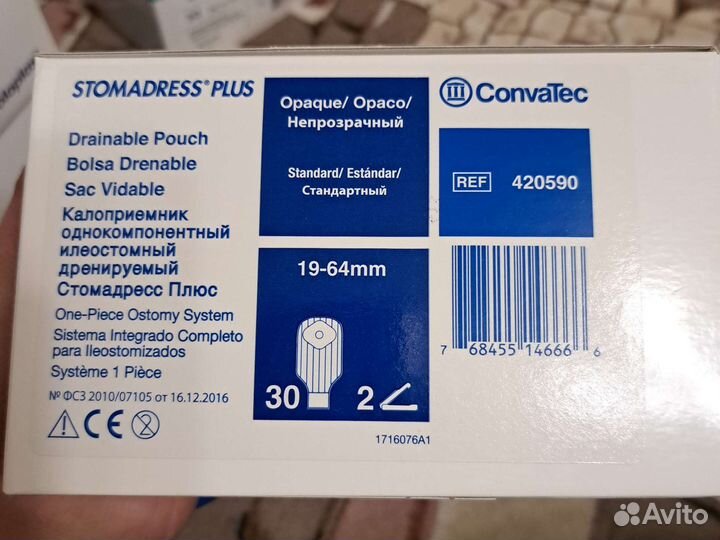 STOMADRESS® PLUS
Drainable Pouch
Bolsa Drenable
Sac Vidable
Калоприемник
однокомпонентный
илеостомный
дренируемый
Стомадресс Плюс
One-Piece Ostomy System
Sistema Integrado Completo
para Ileostomizados
Système 1 Pièce
№ ФСЗ 2010/07105 от 16.12.2016
CE
2
Opaque/ Opaco/
Непрозрачный
Standard/ Estándar/
Стандартный
19-64mm
30 2
1716076A1
ConvaTec
REF 420590
7 68455 14666 6
Avito